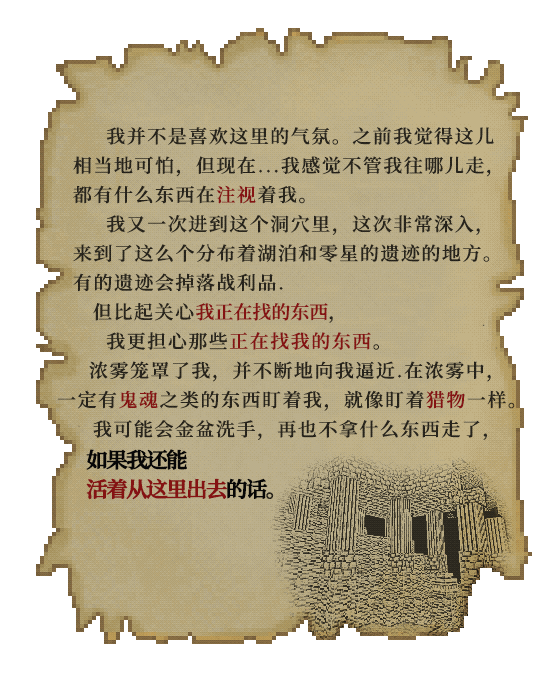 我并不是喜欢这里的气氛。之前我觉得这儿
相当地可怕，但现在...我感觉不管我往哪儿走，
都有什么东西在注视着我。
我又一次进到这个洞穴里，这次非常深入，
来到了这么个分布着湖泊和零星的遗迹的地方。
有的遗迹会掉落战利品.
但比起关心我正在找的东西，
我更担心那些正在找我的东西。
浓雾笼罩了我，并不断地向我逼近.在浓雾中，
一定有鬼魂之类的东西盯着我，就像盯着猎物一样。
我可能会金盆洗手，再也不拿什么东西走了，
如果我还能
活着从这里出去的话。